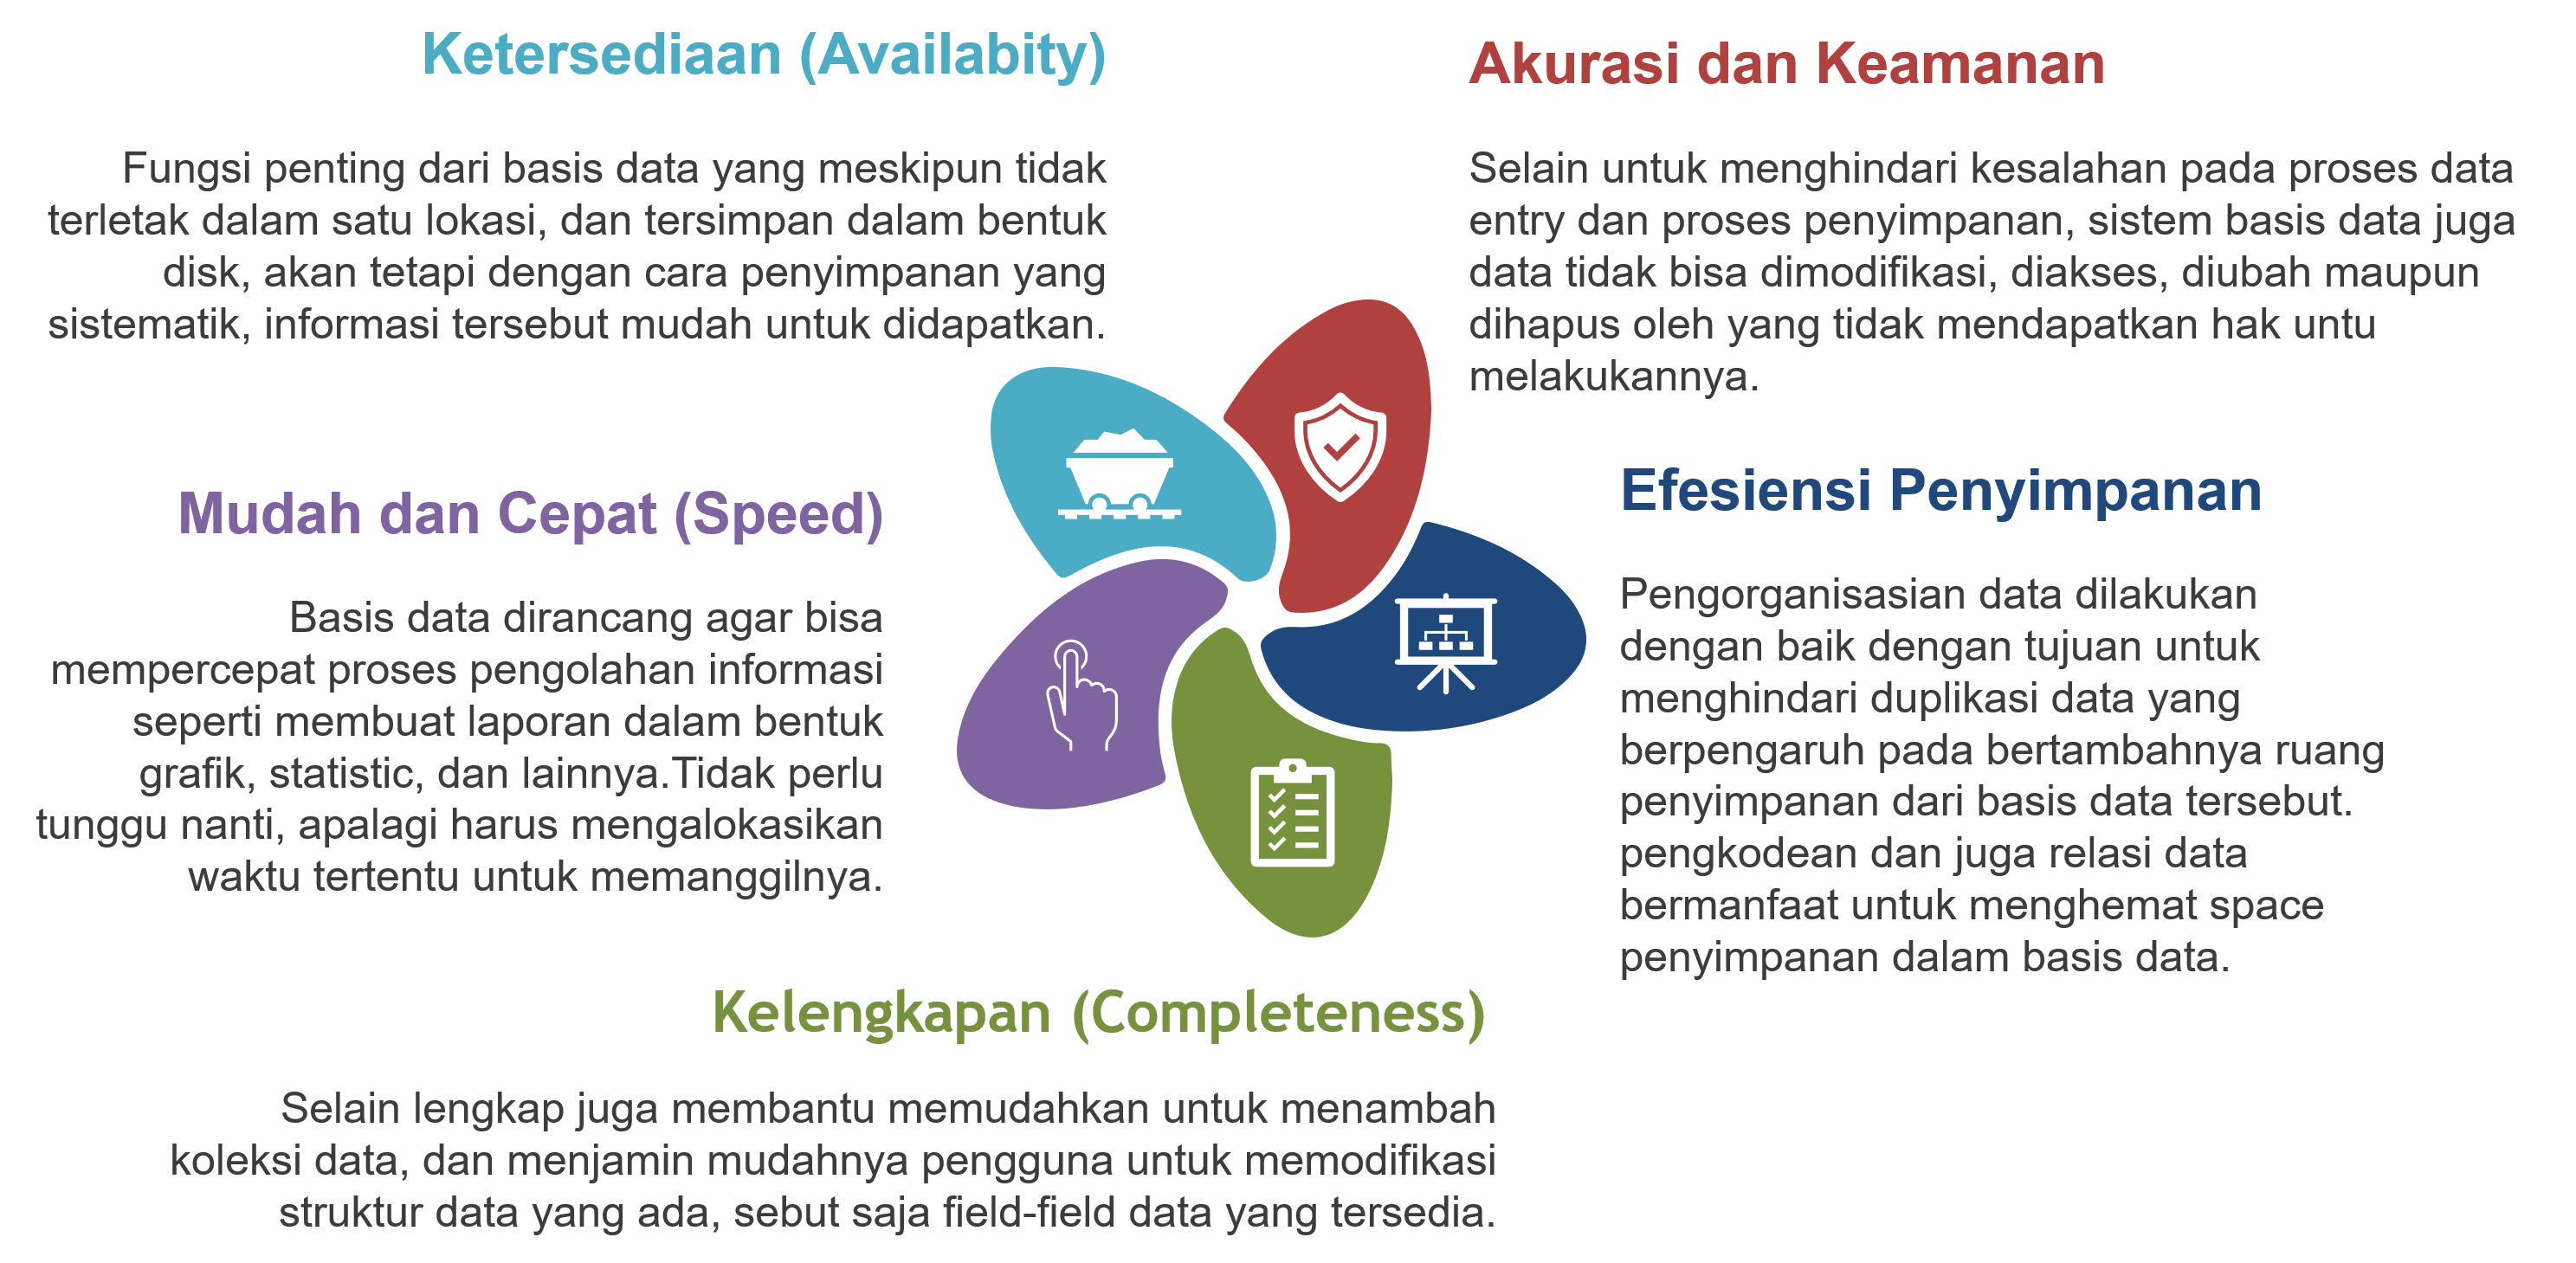 Ketersediaan (Availabity)
Fungsi penting dari basis data yang meskipun tidak
terletak dalam satu lokasi, dan tersimpan dalam bentuk
disk, akan tetapi dengan cara penyimpanan yang
sistematik, informasi tersebut mudah untuk didapatkan.
Akurasi dan Keamanan
Selain untuk menghindari kesalahan pada proses data
entry dan proses penyimpanan, sistem basis data juga
data tidak bisa dimodifikasi, diakses, diubah maupun
dihapus oleh yang tidak mendapatkan hak untu
melakukannya.
Mudah dan Cepat (Speed)
Basis data dirancang agar bisa
mempercepat proses pengolahan informasi
seperti membuat laporan dalam bentuk
grafik, statistic, dan lainnya.Tidak perlu
tunggu nanti, apalagi harus mengalokasikan
waktu tertentu untuk memanggilnya.
Efesiensi Penyimpanan
Pengorganisasian data dilakukan
dengan baik dengan tujuan untuk
menghindari duplikasi data yang
berpengaruh pada bertambahnya ruang
penyimpanan dari basis data tersebut.
pengkodean dan juga relasi data
bermanfaat untuk menghemat space
penyimpanan dalam basis data.
Kelengkapan (Completeness)
Selain lengkap juga membantu memudahkan untuk menambah
koleksi data, dan menjamin mudahnya pengguna untuk memodifikasi
struktur data yang ada, sebut saja field-field data yang tersedia.